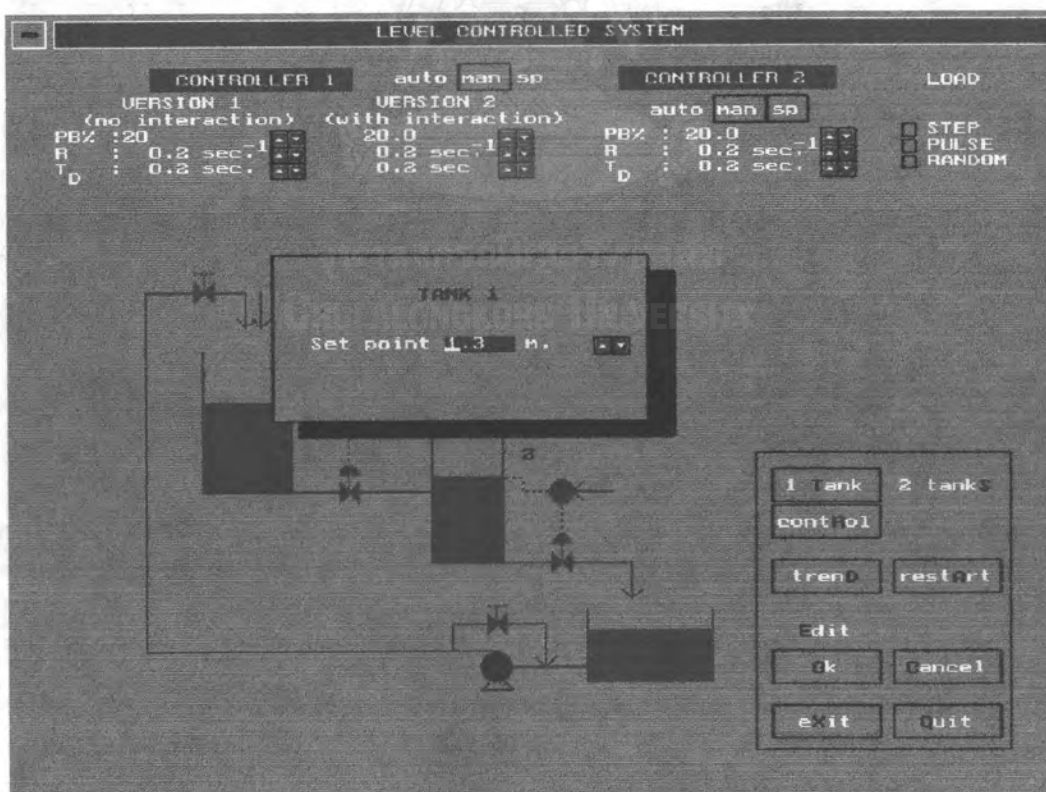 LEVEL CONTROLLED SYSTEM
CONTROLLER 1 auto man sp
VERSION 1
(no interaction)
VERSION 2
(with interaction)
PB% :20 20.0
R : 0.2 sec.-1 0.2 sec.-1
TD : 0.2 sec. 0.2 sec
CONTROLLER 2
auto man sp
PB% : 20.0
R : 0.2 sec.-1
TD : 0.2 sec.
LOAD
STEP
PULSE
RANDOM
TANK 1
CHULALONGKORN UNIVERSITY
Set point 1.3 m.
2
1 Tank 2 tankS
contRol
trenD restArt
Edit
Ok Cancel
eXit Quit